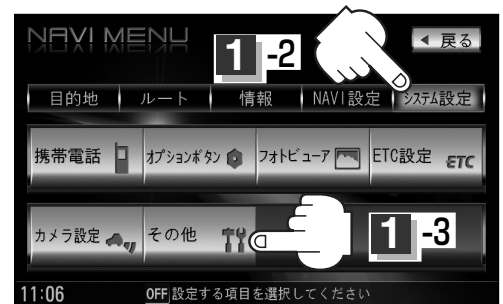 NAVI MENU
1 -2
◀ 戻る
目的地 ルート 情報 NAVI設定 システム設定
携帯電話 オプションボタン フォトビューア ETC設定 ETC
カメラ設定 その他 1 -3
11:06 OFF 設定する項目を選択してください